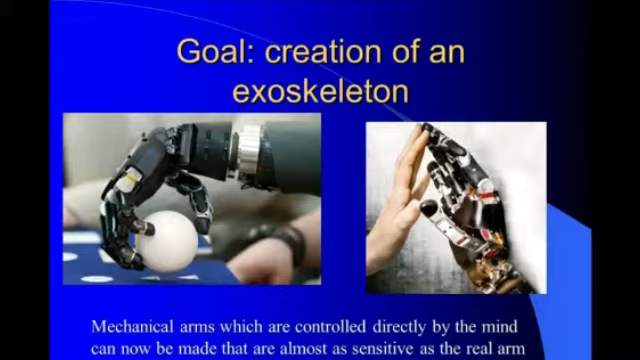 Goal: creation of an
exoskeleton
Mechanical arms which are controlled directly by the mind
can now be made that are almost as sensitive as the real arm